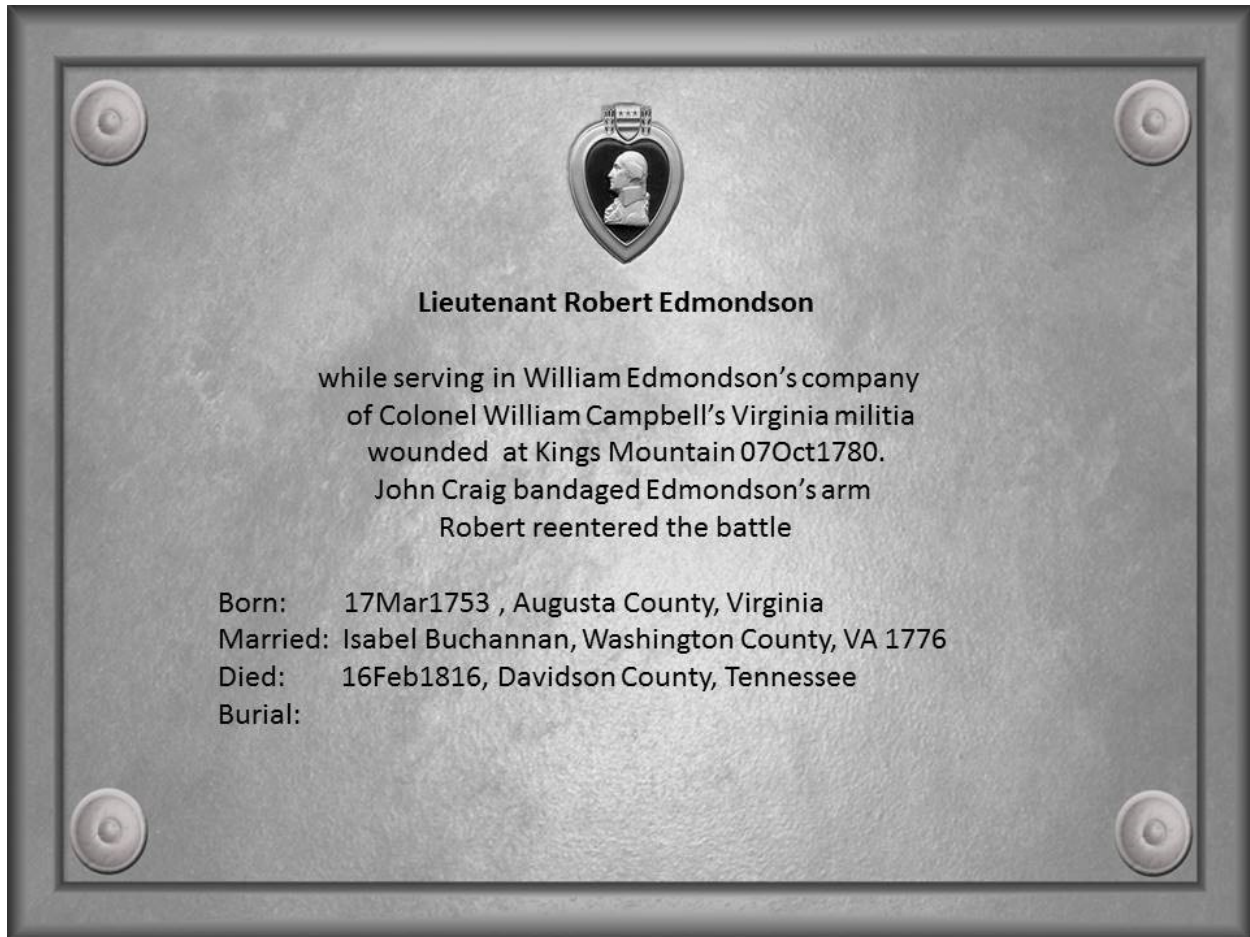 Lieutenant Robert Edmondson
while serving in William Edmondson's company
of Colonel William Campbell's Virginia militia
wounded at Kings Mountain 07Oct1780.
John Craig bandaged Edmondson's arm
Robert reentered the battle
Born: 17Mar1753 , Augusta County, Virginia
Married: Isabel Buchannan, Washington County, VA 1776
Died: 16Feb1816, Davidson County, Tennessee
Burial: